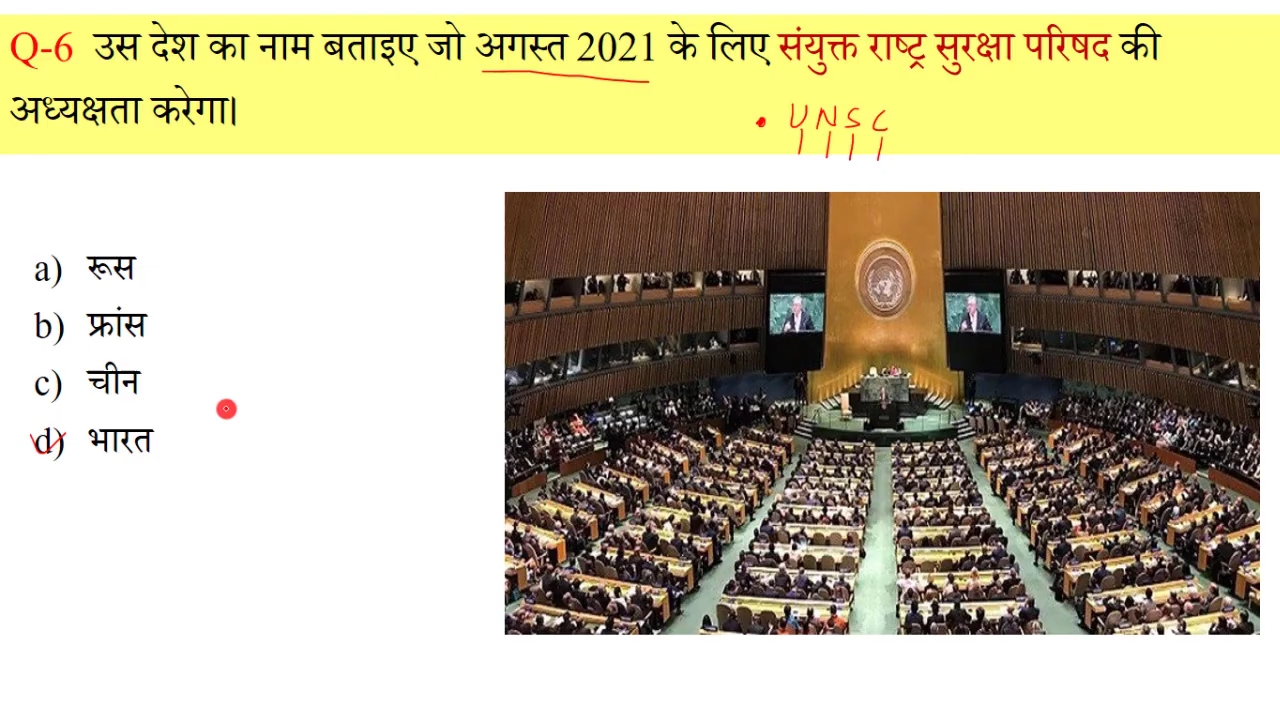 Q-6 उस देश का नाम बताइए जो अगस्त 2021 के लिए संयुक्त राष्ट्र सुरक्षा परिषद की
अध्यक्षता करेगा।
• UNSC
a) रूस
b) फ्रांस
c) चीन
d) भारत